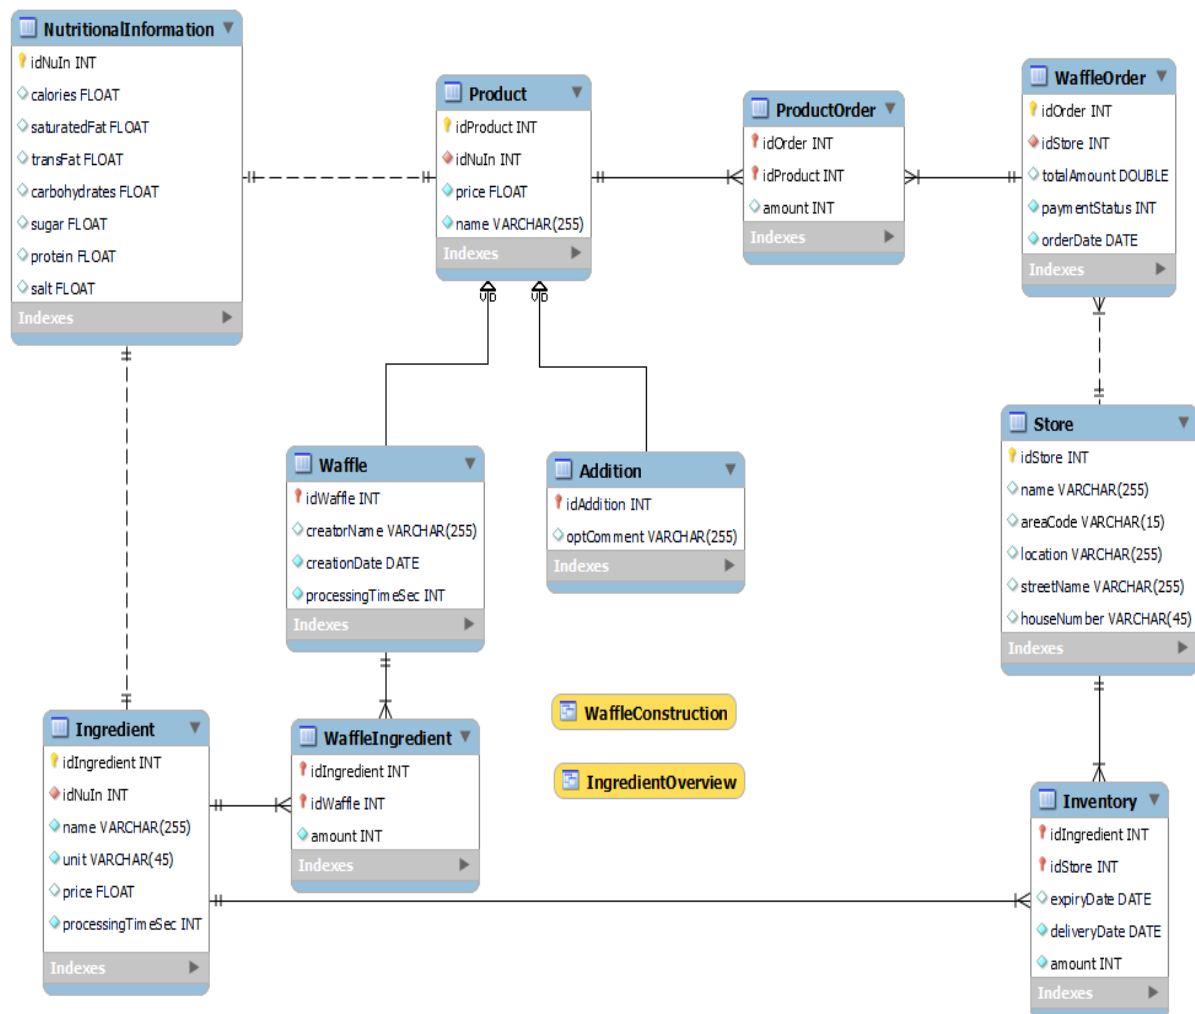 NutritionalInformation
idNuIn INT
calories FLOAT
saturatedFat FLOAT
transFat FLOAT
carbohydrates FLOAT
sugar FLOAT
protein FLOAT
salt FLOAT
Indexes
Product
idProduct INT
idNuIn INT
price FLOAT
name VARCHAR(255)
Indexes
ProductOrder
idOrder INT
idProduct INT
amount INT
Indexes
WaffleOrder
idOrder INT
idStore INT
totalAmount DOUBLE
paymentStatus INT
orderDate DATE
Indexes
Waffle
idWaffle INT
creatorName VARCHAR(255)
creationDate DATE
processingTimeSec INT
Indexes
Addition
idAddition INT
optComment VARCHAR(255)
Indexes
Store
idStore INT
name VARCHAR(255)
areaCode VARCHAR(15)
location VARCHAR(255)
streetName VARCHAR(255)
houseNumber VARCHAR(45)
Indexes
Ingredient
idIngredient INT
idNuIn INT
name VARCHAR(255)
unit VARCHAR(45)
price FLOAT
processingTimeSec INT
Indexes
WaffleIngredient
idIngredient INT
idWaffle INT
amount INT
Indexes
WaffleConstruction
IngredientOverview
Inventory
idIngredient INT
idStore INT
expiryDate DATE
deliveryDate DATE
amount INT
Indexes